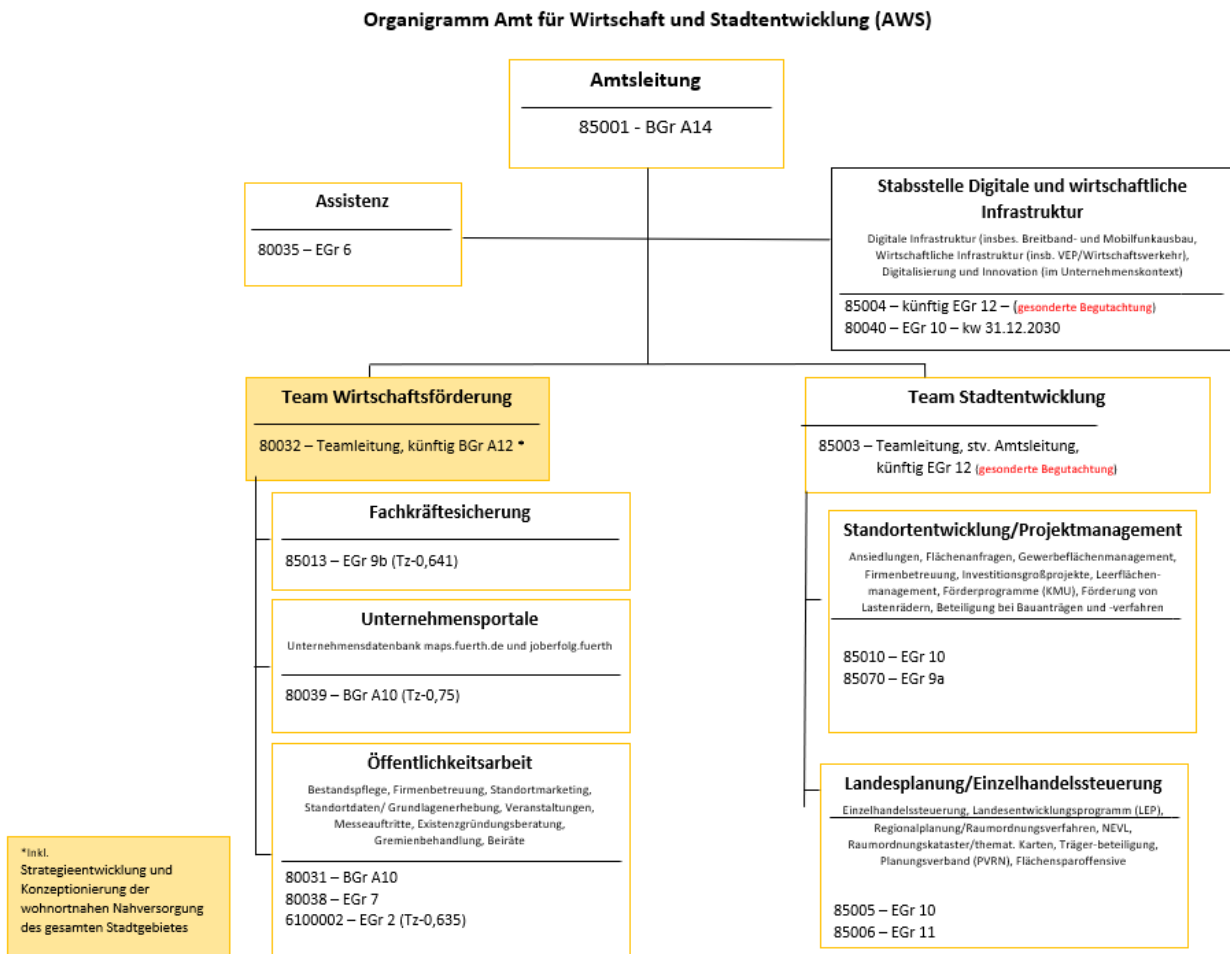 Organigramm Amt für Wirtschaft und Stadtentwicklung (AWS)
Amtsleitung
85001 - BGr A14
Assistenz
80035 – EGr 6
Stabsstelle Digitale und wirtschaftliche
Infrastruktur
Digitale Infrastruktur (insbes. Breitband- und Mobilfunkausbau,
Wirtschaftliche Infrastruktur (insb. VEP/Wirtschaftsverkehr),
Digitalisierung und Innovation (im Unternehmenskontext)
85004 – künftig EGr 12 – (gesonderte Begutachtung)
80040 – EGr 10 – kw 31.12.2030
Team Wirtschaftsförderung
80032 – Teamleitung, künftig BGr A12 *
Fachkräftesicherung
85013 – EGr 9b (Tz-0,641)
Unternehmensportale
Unternehmensdatenbank maps.fuerth.de und joberfolg.fuerth
80039 – BGr A10 (Tz-0,75)
Öffentlichkeitsarbeit
Bestandspflege, Firmenbetreuung, Standortmarketing,
Standortdaten/ Grundlagenerhebung, Veranstaltungen,
Messeauftritte, Existenzgründungsberatung,
Gremienbehandlung, Beiräte
80031 – BGr A10
80038 – EGr 7
6100002 – EGr 2 (Tz-0,635)
Team Stadtentwicklung
85003 – Teamleitung, stv. Amtsleitung,
künftig EGr 12 (gesonderte Begutachtung)
Standortentwicklung/Projektmanagement
Ansiedlungen, Flächenanfragen, Gewerbeflächenmanagement,
Firmenbetreuung, Investitionsgroßprojekte, Leerflächen-
management, Förderprogramme (KMU), Förderung von
Lastenrädern, Beteiligung bei Bauanträgen und -verfahren
85010 – EGr 10
85070 – EGr 9a
Landesplanung/Einzelhandelssteuerung
Einzelhandelssteuerung, Landesentwicklungsprogramm (LEP),
Regionalplanung/Raumordnungsverfahren, NEVL,
Raumordnungskataster/themat. Karten, Träger-beteiligung,
Planungsverband (PVRN), Flächensparoffensive
85005 – EGr 10
85006 – EGr 11
*Inkl.
Strategieentwicklung und
Konzeptionierung der
wohnortnahen Nahversorgung
des gesamten Stadtgebietes